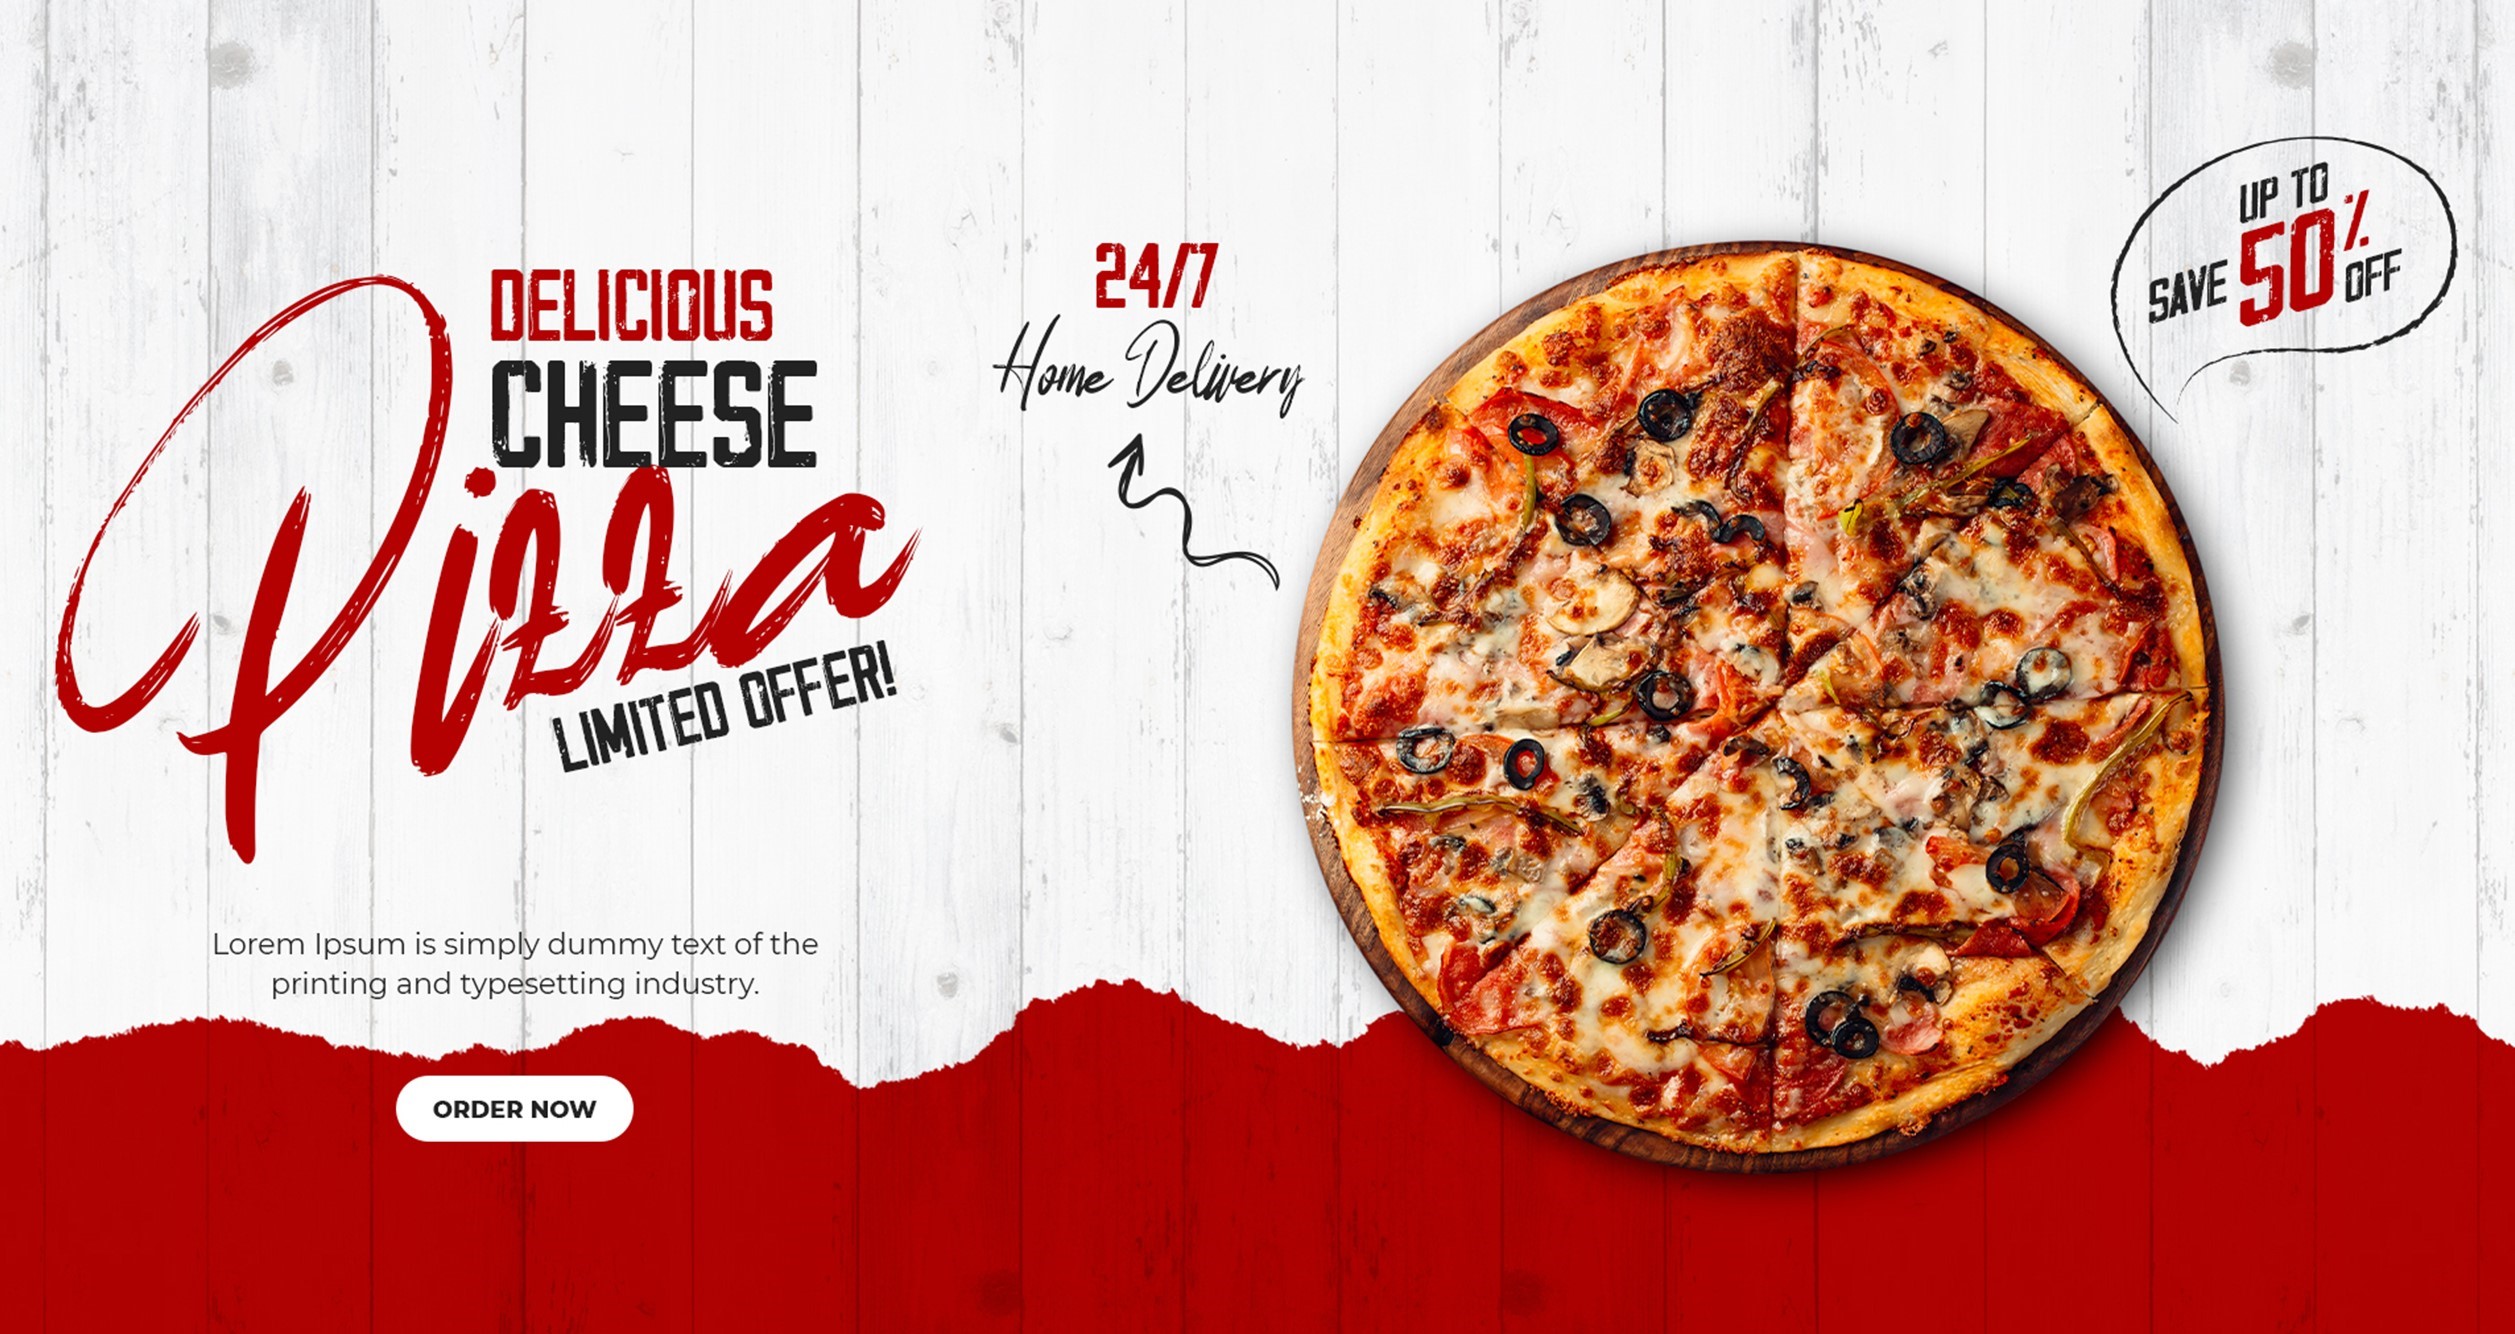 DELICIOUS
CHEESE
Pizza
LIMITED OFFER!
Lorem Ipsum is simply dummy text of the
printing and typesetting industry.
ORDER NOW
24/7
Home Delivery
UP TO
SAVE 50% OFF